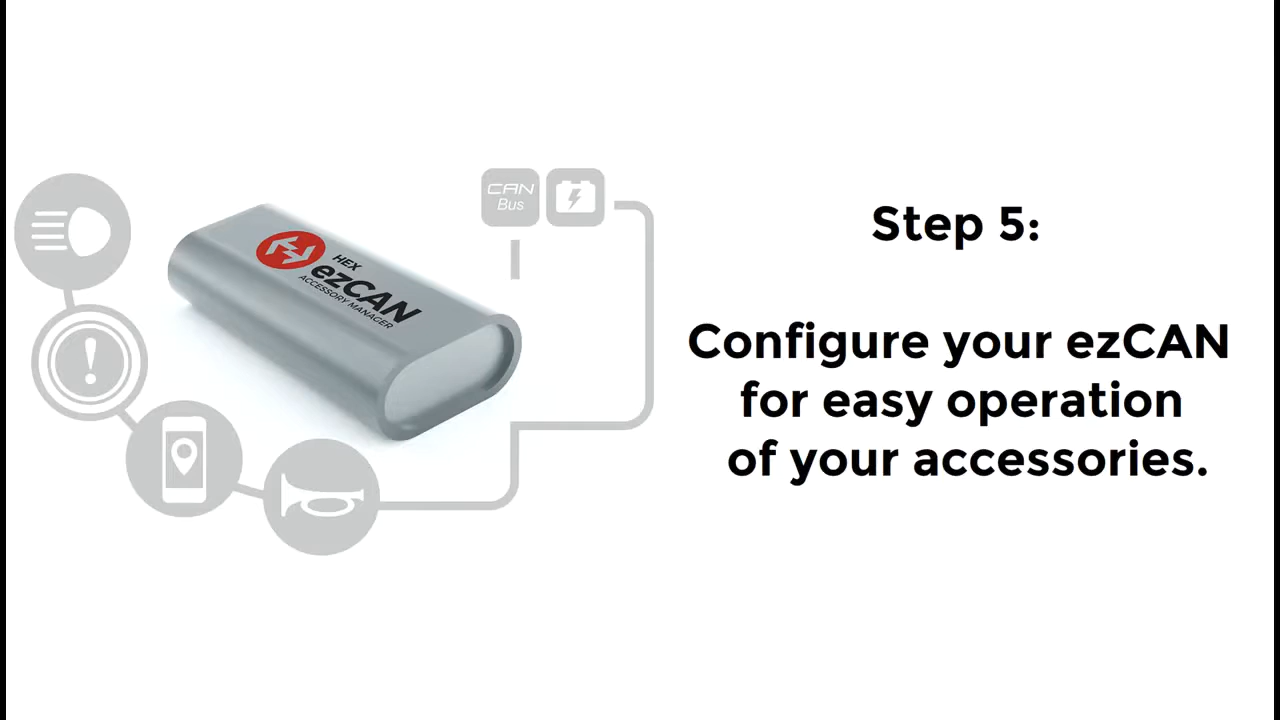 CAN
Bus
HEX
ezCAN
ACCESSORY MANAGER
Step 5:
Configure your ezCAN
for easy operation
of your accessories.